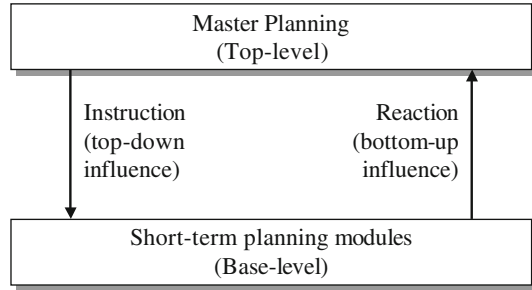 Master Planning
(Top-level)
Instruction
(top-down
influence)
Reaction
(bottom-up
influence)
Short-term planning modules
(Base-level)